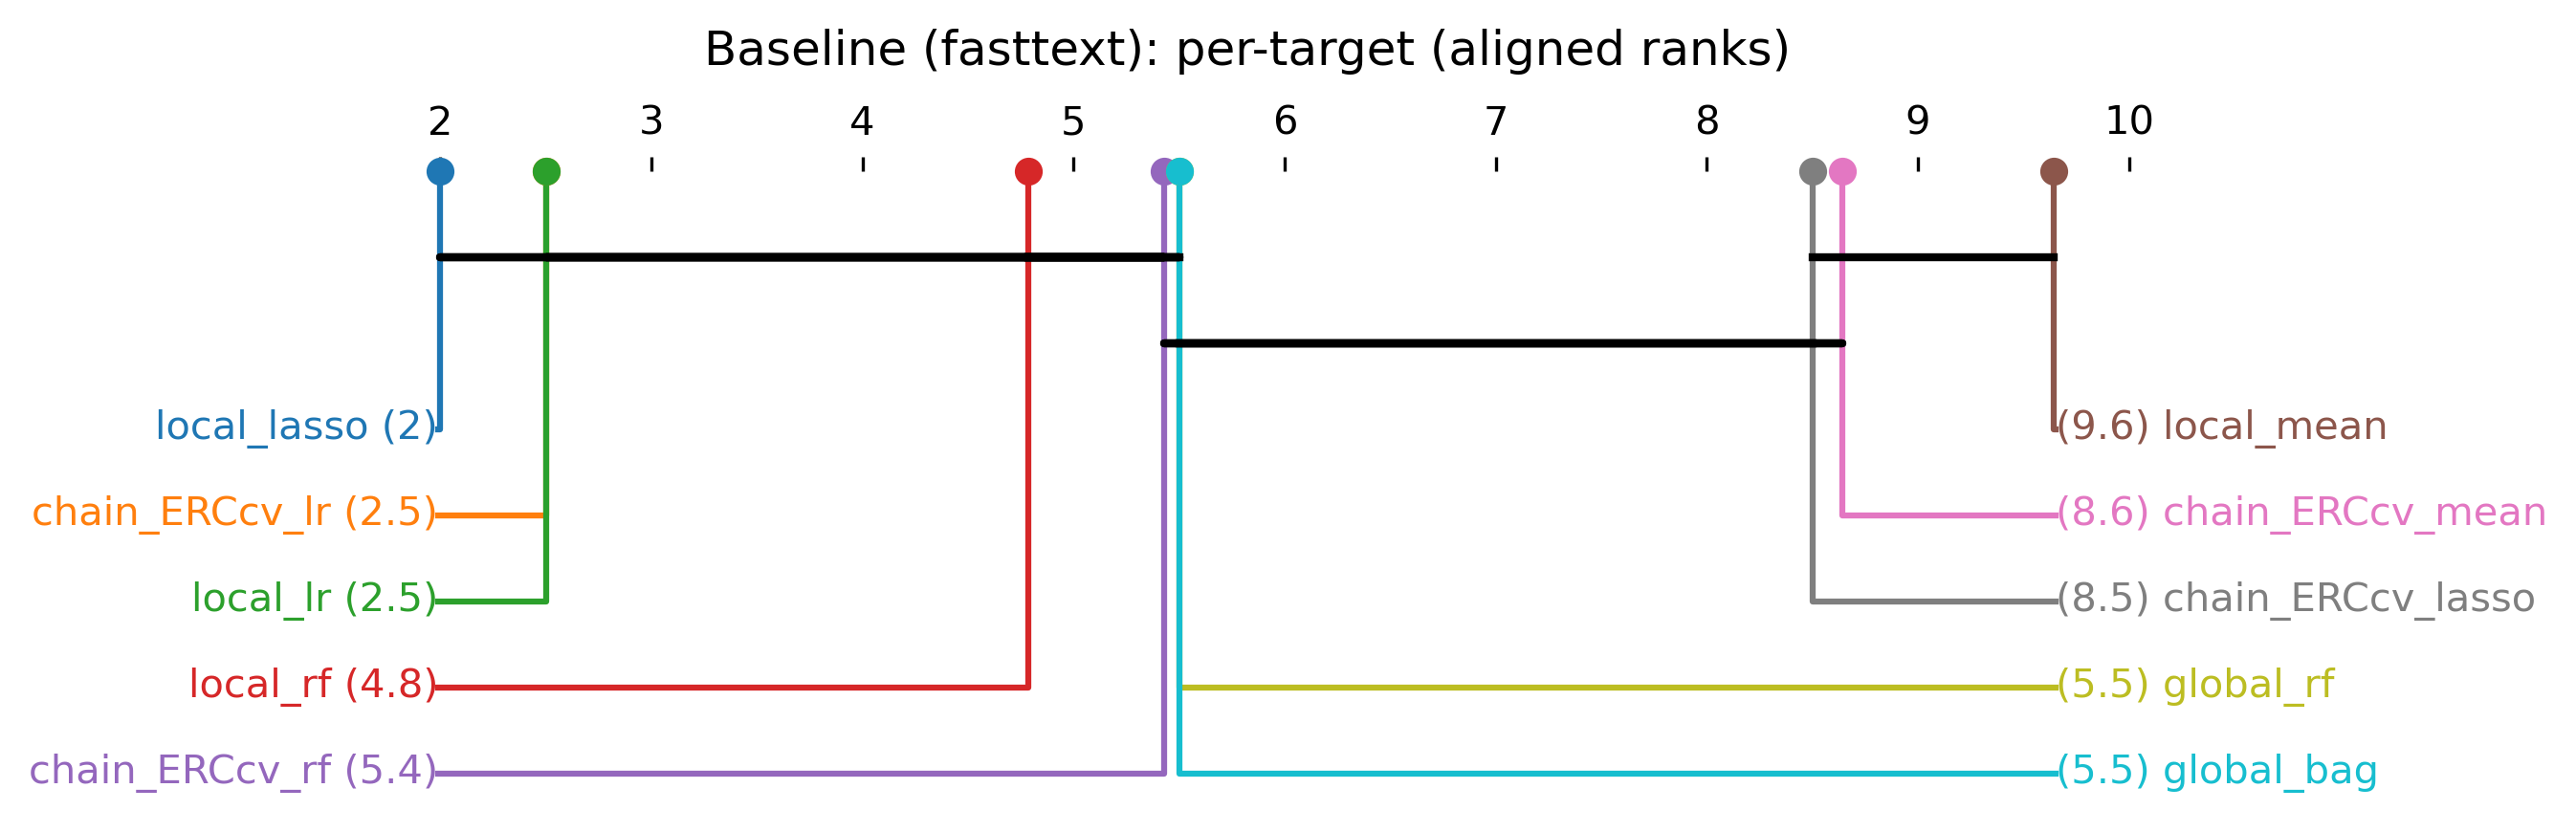 Baseline (fasttext): per-target (aligned ranks)
2 3 4 5 6 7 8 9 10
local_lasso (2) (9.6) local_mean
chain_ERCcv_lr (2.5) (8.6) chain_ERCcv_mean
local_lr (2.5) (8.5) chain_ERCcv_lasso
local_rf (4.8) (5.5) global_rf
chain_ERCcv_rf (5.4) (5.5) global_bag